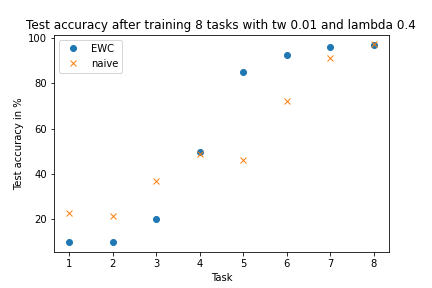 Test accuracy after training 8 tasks with tw 0.01 and lambda 0.4
EWC
naive
100
80
60
40
20
Test accuracy in %
1 2 3 4 5 6 7 8
Task